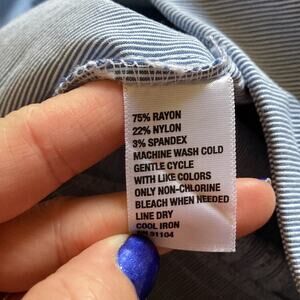 75% RAYON
22% NYLON
3% SPANDEX
MACHINE WASH COLD
GENTLE CYCLE
WITH LIKE COLORS
ONLY NON-CHLORINE
BLEACH WHEN NEEDED
LINE DRY
COOL IRON
31104